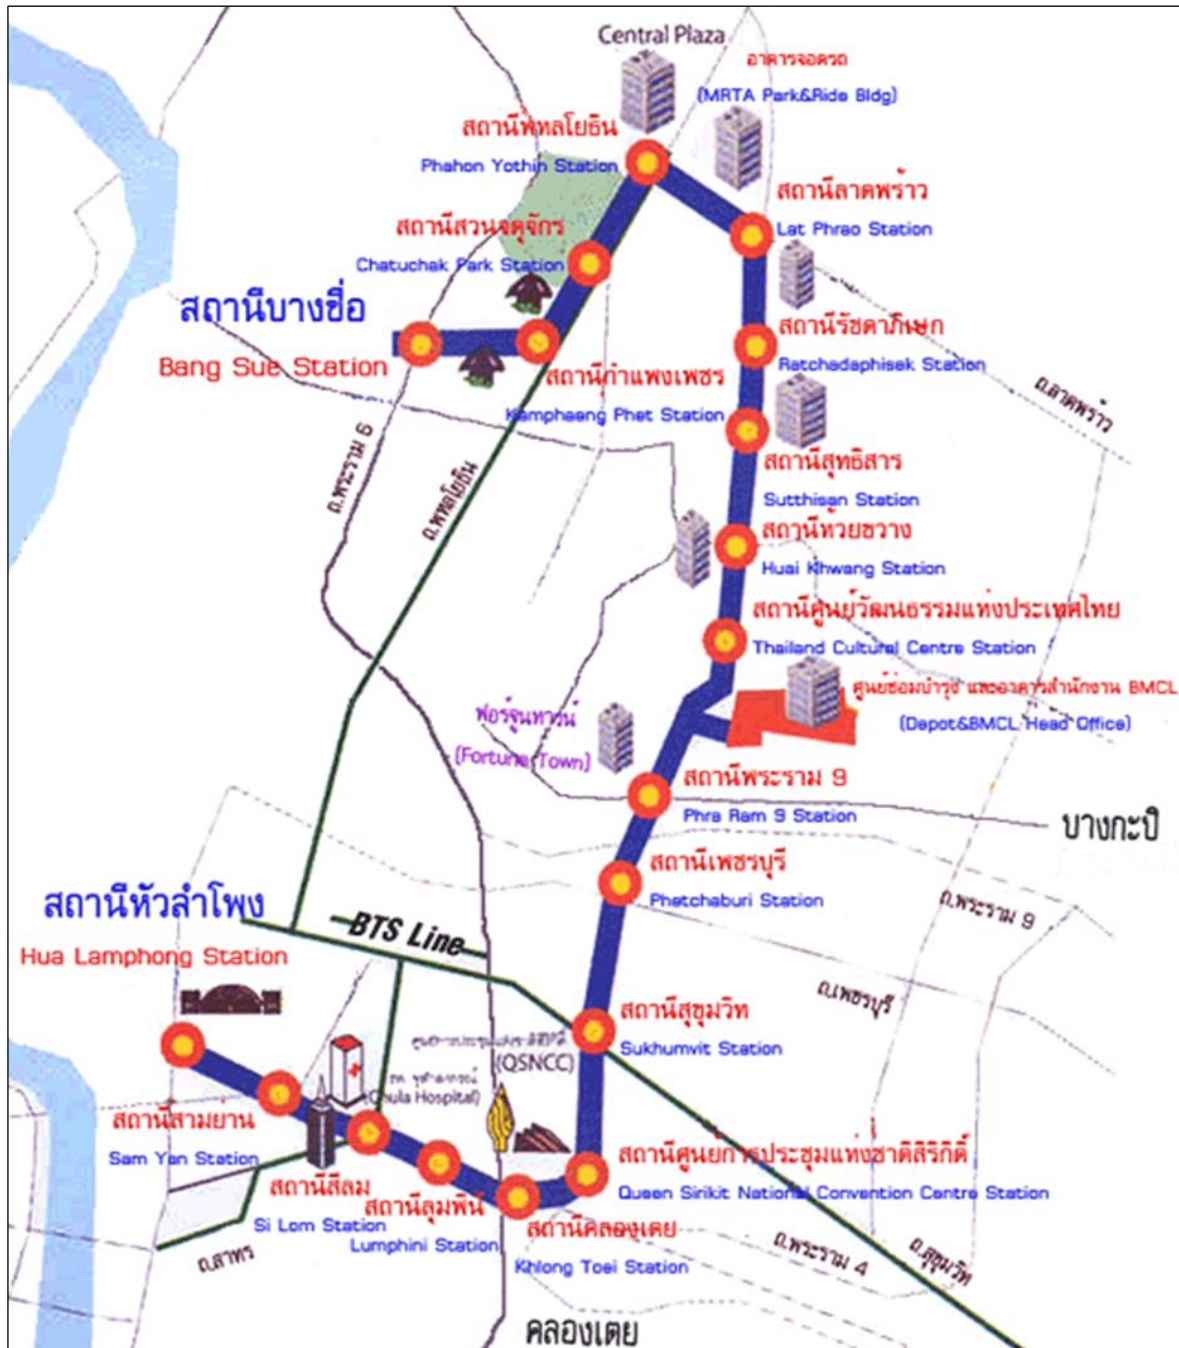 Central Plaza
อาคารจอดรถ
(MRTA Park&Ride Bldg)
สถานีพหลโยธิน
Phahon Yothin Station
สถานีลาดพร้าว
Lat Phrao Station
สถานีสวนจตุจักร
Chatuchak Park Station
สถานีบางซื่อ
Bang Sue Station
สถานีรัชดาภิเษก
Ratchadaphisek Station
สถานีกำแพงเพชร
Kamphaeng Phet Station
ถ.ลาดพร้าว
ถ.พระราม 6
ถ.พหลโยธิน
สถานีสุทธิสาร
Sutthisan Station
สถานีห้วยขวาง
Huai Khwang Station
สถานีศูนย์วัฒนธรรมแห่งประเทศไทย
Thailand Cultural Centre Station
ศูนย์ซ่อมบำรุง และอาคารสำนักงาน BMCL
(Depot&BMCL Head Office)
ฟอร์จูนทาวน์
(Fortune Town)
สถานีพระราม 9
Phra Ram 9 Station
บางกะปิ
สถานีเพชรบุรี
Phetchaburi Station
ถ.พระราม 9
สถานีหัวลำโพง
Hua Lamphong Station
BTS Line
ถ.เพชรบุรี
สถานีสุขุมวิท
Sukhumvit Station
ศูนย์การประชุมแห่งชาติสิริกิติ์
(QSNCC)
(Chula Hospital)
สถานีสามย่าน
Sam Yan Station
สถานีศูนย์การประชุมแห่งชาติสิริกิติ์
Queen Sirikit National Convention Centre Station
สถานีสีลม
Si Lom Station
สถานีลุมพินี
Lumphini Station
สถานีคลองเตย
Khlong Toei Station
ถ.สาทร
ถ.พระราม 4
ถ.สุขุมวิท
คลองเตย